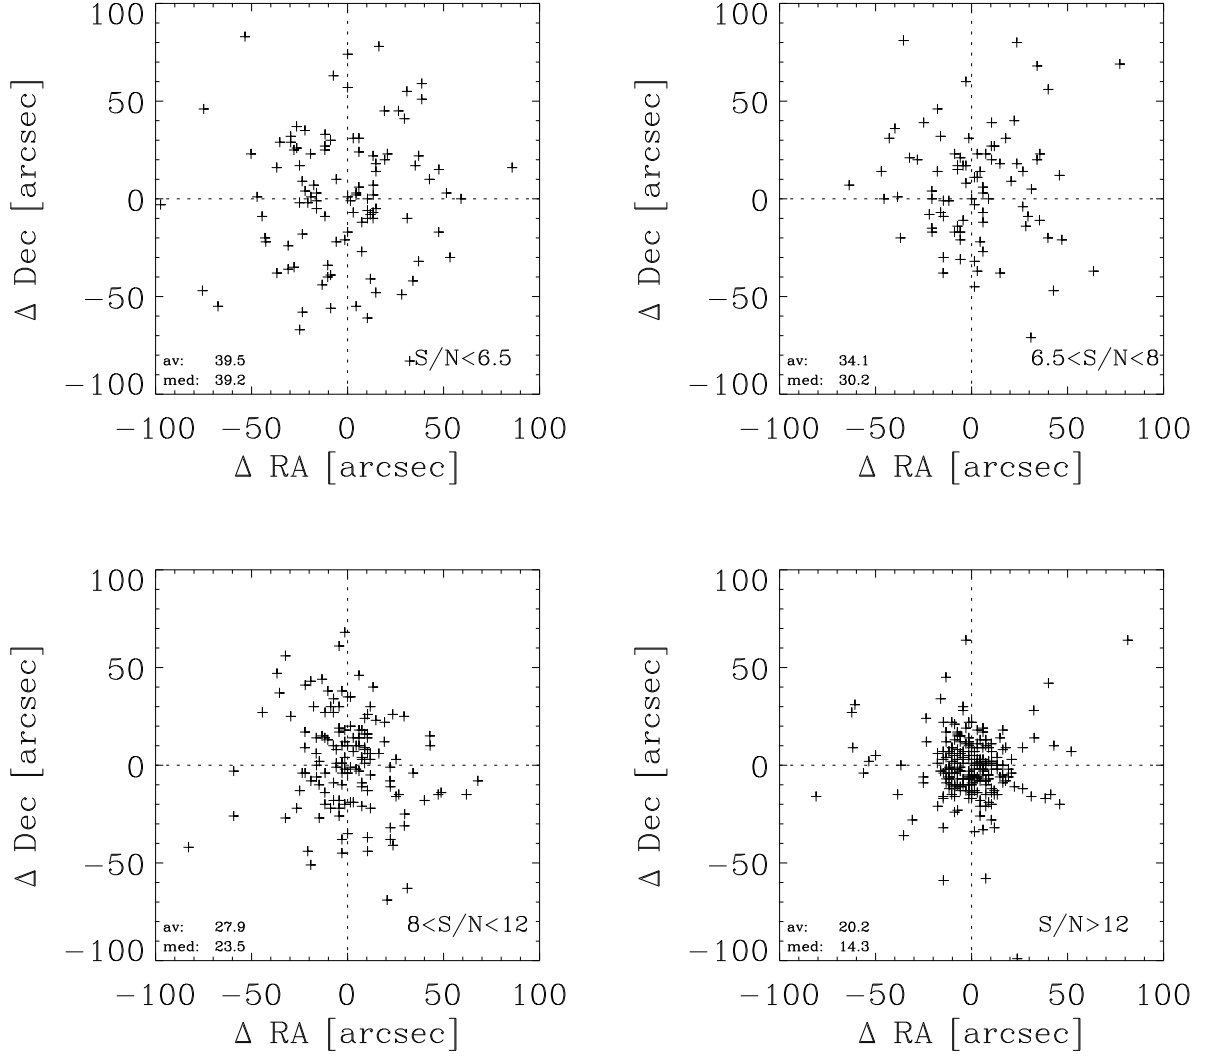 100
50
0
−50
−100
Δ Dec [arcsec]
av: 39.5
med: 39.2
S/N<6.5
−100 −50 0 50 100
Δ RA [arcsec]
100
50
0
−50
−100
Δ Dec [arcsec]
av: 34.1
med: 30.2
6.5<S/N<8
−100 −50 0 50 100
Δ RA [arcsec]
100
50
0
−50
−100
Δ Dec [arcsec]
av: 27.9
med: 23.5
8<S/N<12
−100 −50 0 50 100
Δ RA [arcsec]
100
50
0
−50
−100
Δ Dec [arcsec]
av: 20.2
med: 14.3
S/N>12
−100 −50 0 50 100
Δ RA [arcsec]